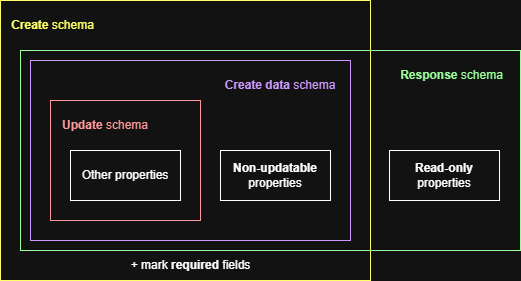 Create schema
Response schema
Create data schema
Update schema
Other properties
Non-updatable
properties
Read-only
properties
+ mark required fields